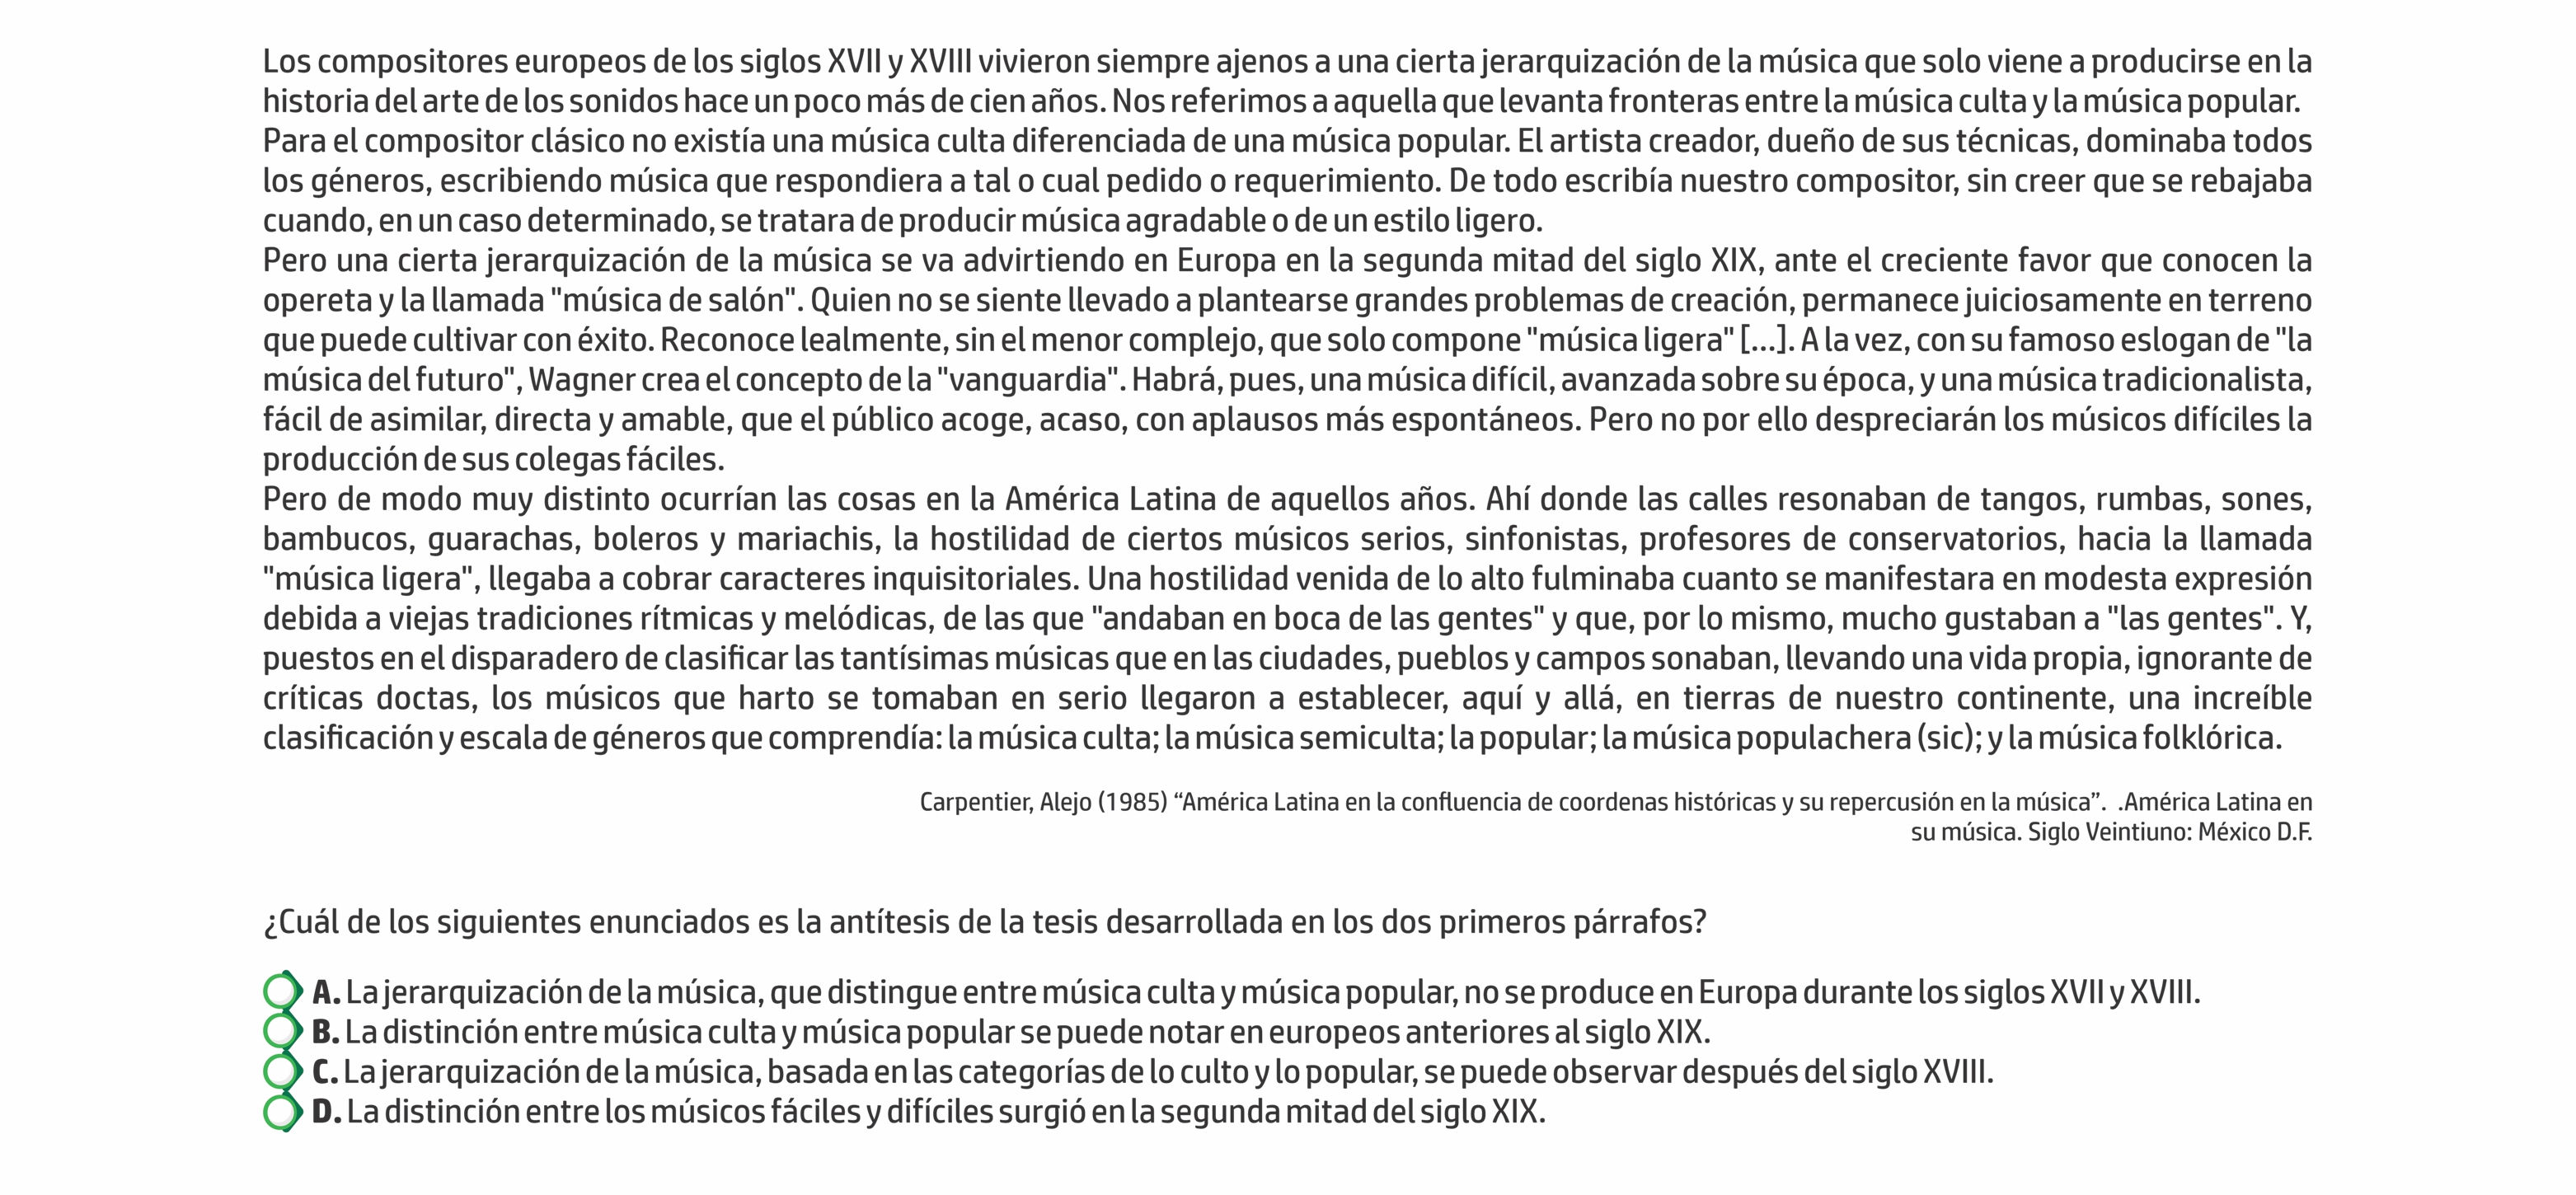 Los compositores europeos de los siglos XVII y XVIII vivieron siempre ajenos a una cierta jerarquización de la música que solo viene a producirse en la
historia del arte de los sonidos hace un poco más de cien años. Nos referimos a aquella que levanta fronteras entre la música culta y la música popular.
Para el compositor clásico no existía una música culta diferenciada de una música popular. El artista creador, dueño de sus técnicas, dominaba todos
los géneros, escribiendo música que respondiera a tal o cual pedido o requerimiento. De todo escribía nuestro compositor, sin creer que se rebajaba
cuando, en un caso determinado, se tratara de producir música agradable o de un estilo ligero.
Pero una cierta jerarquización de la música se va advirtiendo en Europa en la segunda mitad del siglo XIX, ante el creciente favor que conocen la
opereta y la llamada "música de salón". Quien no se siente llevado a plantearse grandes problemas de creación, permanece juiciosamente en terreno
que puede cultivar con éxito. Reconoce lealmente, sin el menor complejo, que solo compone "música ligera" [...]. A la vez, con su famoso eslogan de "la
música del futuro", Wagner crea el concepto de la "vanguardia". Habrá, pues, una música difícil, avanzada sobre su época, y una música tradicionalista,
fácil de asimilar, directa y amable, que el público acoge, acaso, con aplausos más espontáneos. Pero no por ello despreciarán los músicos difíciles la
producción de sus colegas fáciles.
Pero de modo muy distinto ocurrían las cosas en la América Latina de aquellos años. Ahí donde las calles resonaban de tangos, rumbas, sones,
bambucos, guarachas, boleros y mariachis, la hostilidad de ciertos músicos serios, sinfonistas, profesores de conservatorios, hacia la llamada
"música ligera", llegaba a cobrar caracteres inquisitoriales. Una hostilidad venida de lo alto fulminaba cuanto se manifestara en modesta expresión
debida a viejas tradiciones rítmicas y melódicas, de las que "andaban en boca de las gentes" y que, por lo mismo, mucho gustaban a "las gentes". Y,
puestos en el disparadero de clasificar las tantísimas músicas que en las ciudades, pueblos y campos sonaban, llevando una vida propia, ignorante de
críticas doctas, los músicos que harto se tomaban en serio llegaron a establecer, aquí y allá, en tierras de nuestro continente, una increíble
clasificación y escala de géneros que comprendía: la música culta; la música semiculta; la popular; la música populachera (sic); y la música folklórica.
Carpentier, Alejo (1985) “América Latina en la confluencia de coordenas históricas y su repercusión en la música”. .América Latina en
su música. Siglo Veintiuno: México D.F.
¿Cuál de los siguientes enunciados es la antítesis de la tesis desarrollada en los dos primeros párrafos?
A. La jerarquización de la música, que distingue entre música culta y música popular, no se produce en Europa durante los siglos XVII y XVIII.
B. La distinción entre música culta y música popular se puede notar en europeos anteriores al siglo XIX.
C. La jerarquización de la música, basada en las categorías de lo culto y lo popular, se puede observar después del siglo XVIII.
D. La distinción entre los músicos fáciles y difíciles surgió en la segunda mitad del siglo XIX.